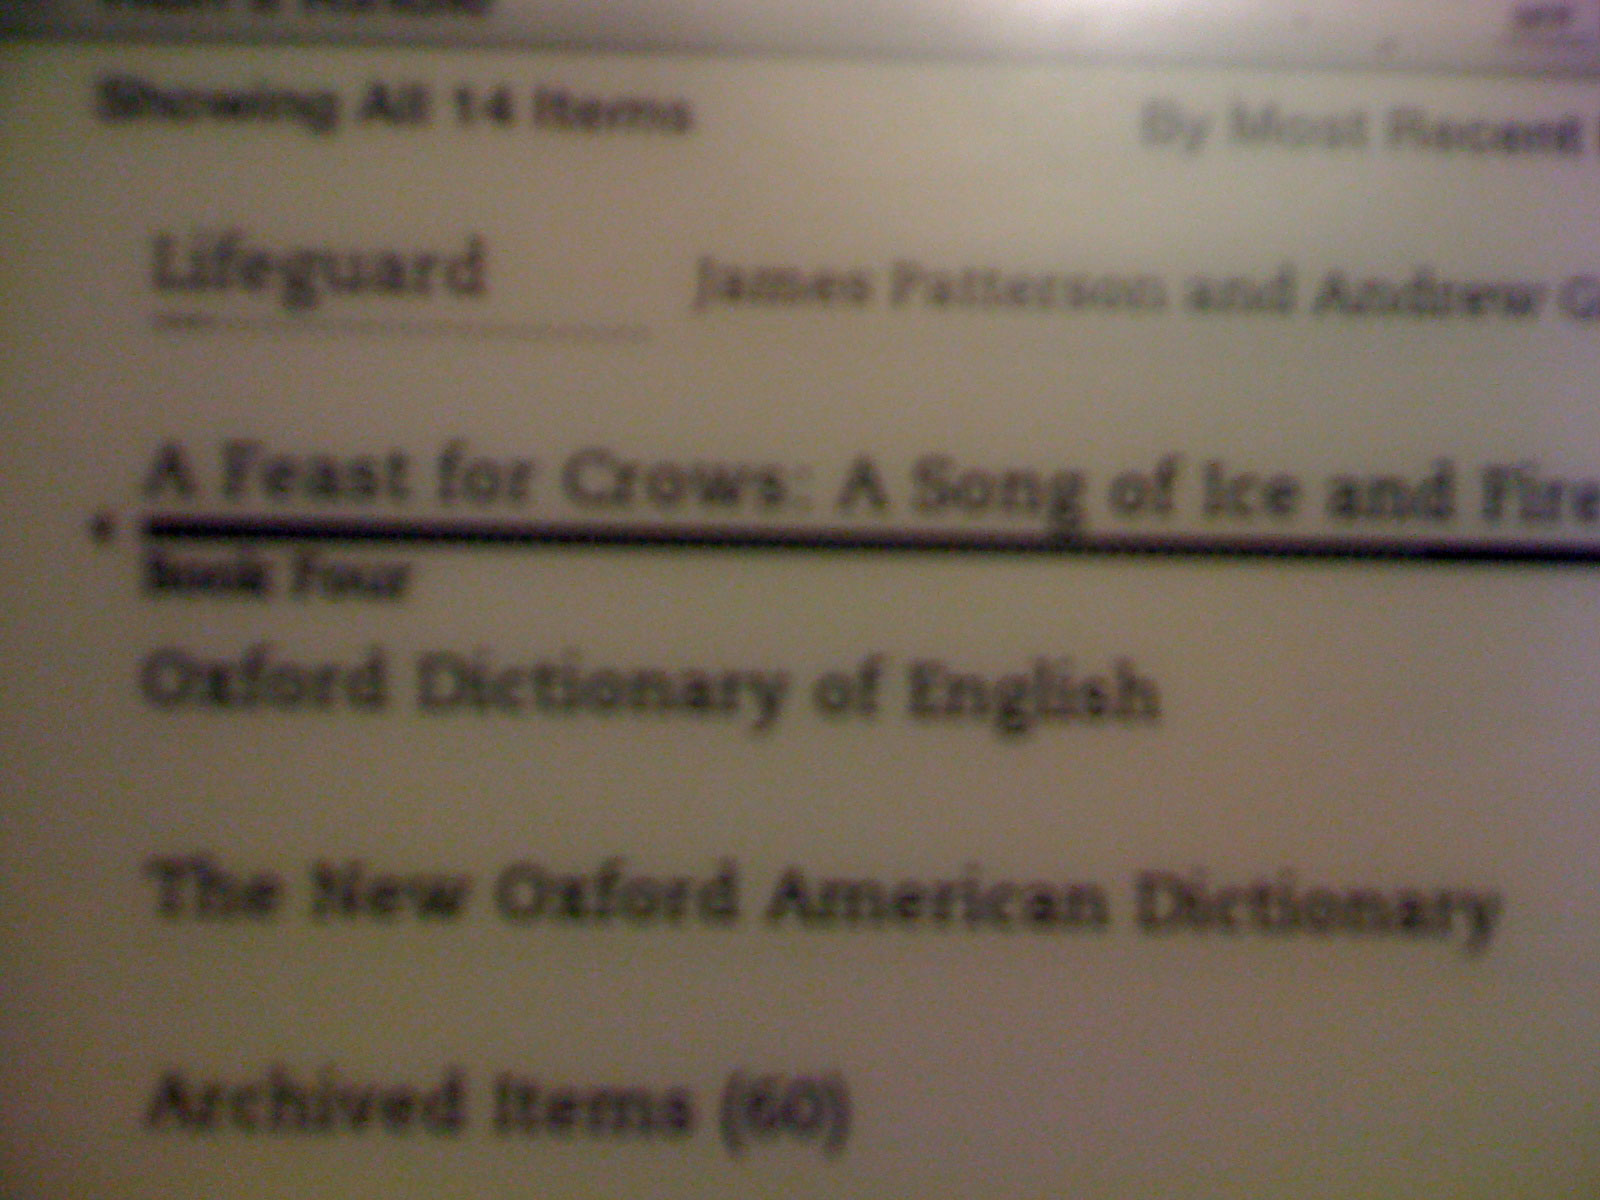 Showing All 14 Items
By Most Recent
Lifeguard
James Patterson and Andrew
A Feast for Crows: A Song of Ice and Fire
Book Four
Oxford Dictionary of English
The New Oxford American Dictionary
Archived Items (60)